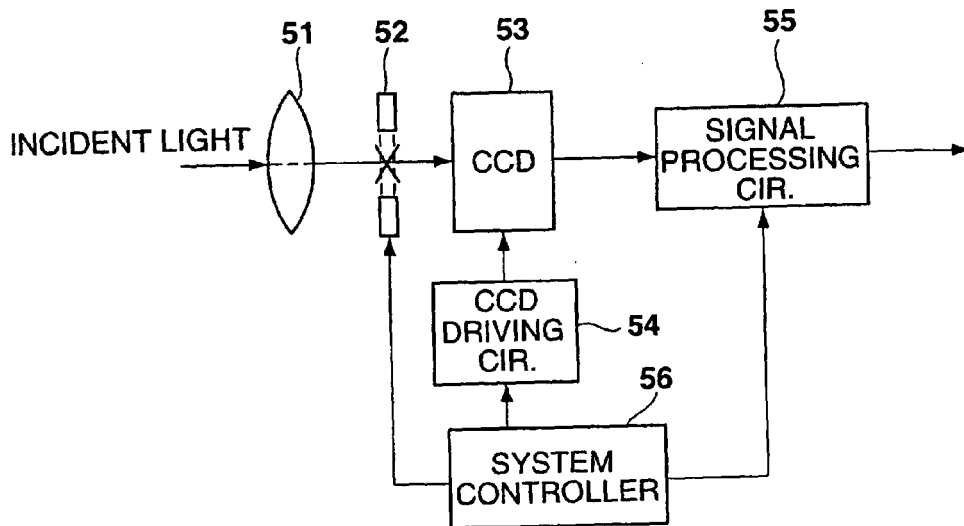 51
52
53
55
INCIDENT LIGHT
CCD
SIGNAL
PROCESSING
CIR.
CCD
DRIVING
CIR.
54
56
SYSTEM
CONTROLLER